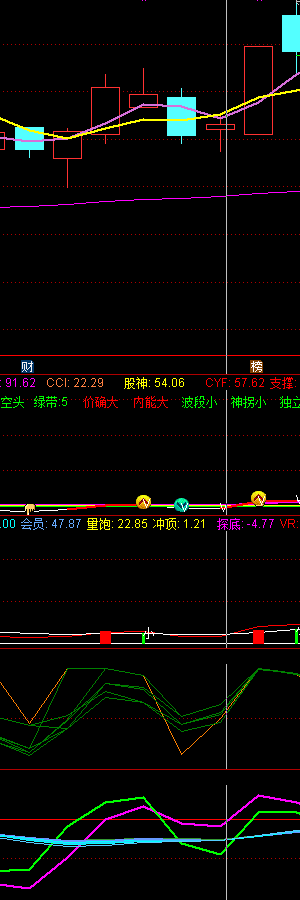 财 榜
: 91.62 CCI: 22.29 股神: 54.06 CYF: 57.62 支撑:
空头 绿带:5 价确大 内能大 波段小 神拐小 独立
.00 会员: 47.87 量饱: 22.85 冲顶: 1.21 探底: -4.77 VR: